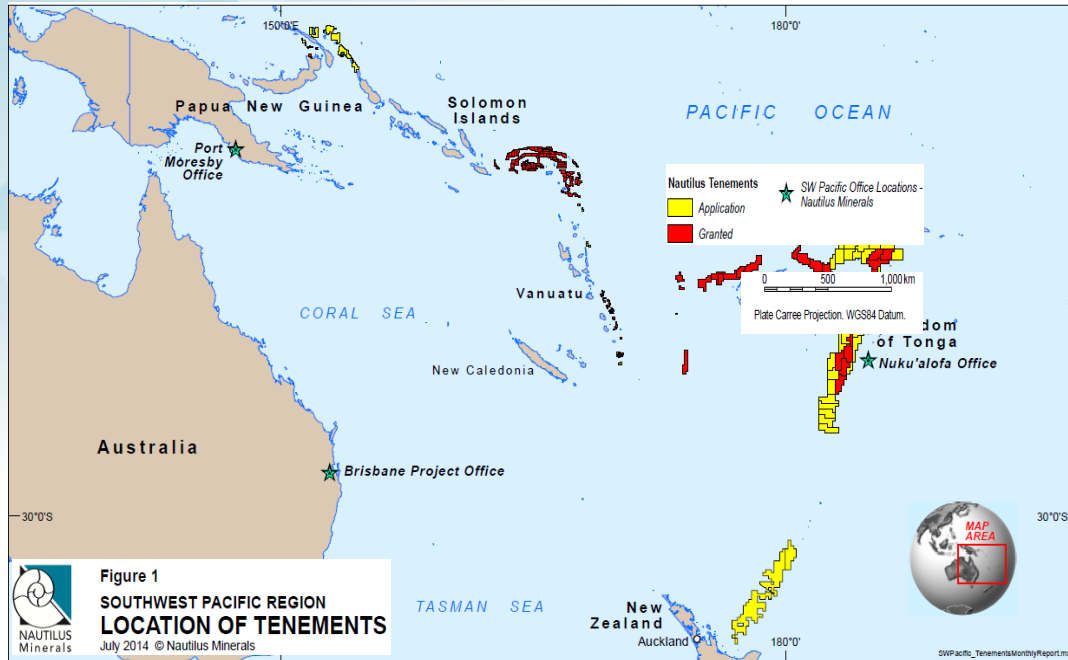 150°0'E
180°0'
Papua New Guinea
Solomon
Islands
PACIFIC OCEAN
Port
Moresby
Office
Nautilus Tenements
Application
Granted
SW Pacific Office Locations -
Nautilus Minerals
0 500 1,000 km
Plate Carree Projection. WGS84 Datum.
Vanuatu
CORAL SEA
New Caledonia
dom
of Tonga
Nuku'alofa Office
Australia
Brisbane Project Office
30°0'S
30°0'S
MAP
AREA
NAUTILUS
Minerals
Figure 1
SOUTHWEST PACIFIC REGION
LOCATION OF TENEMENTS
July 2014 © Nautilus Minerals
TASMAN SEA
New
Zealand
Auckland
180°0'
SWPacific_TenementsMonthlyReport.m